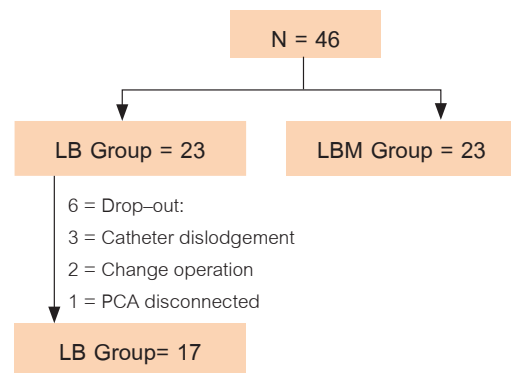 N = 46
LB Group = 23
LBM Group = 23
6 = Drop–out:
3 = Catheter dislodgement
2 = Change operation
1 = PCA disconnected
LB Group= 17